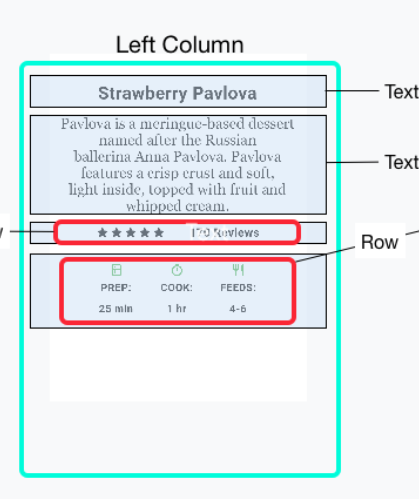 Left Column
Strawberry Pavlova
Text
Pavlova is a meringue-based dessert
named after the Russian
ballerina Anna Pavlova. Pavlova
features a crisp crust and soft,
light inside, topped with fruit and
whipped cream.
Text
170 Reviews
Row
PREP: COOK: FEEDS:
25 min 1 hr 4-6